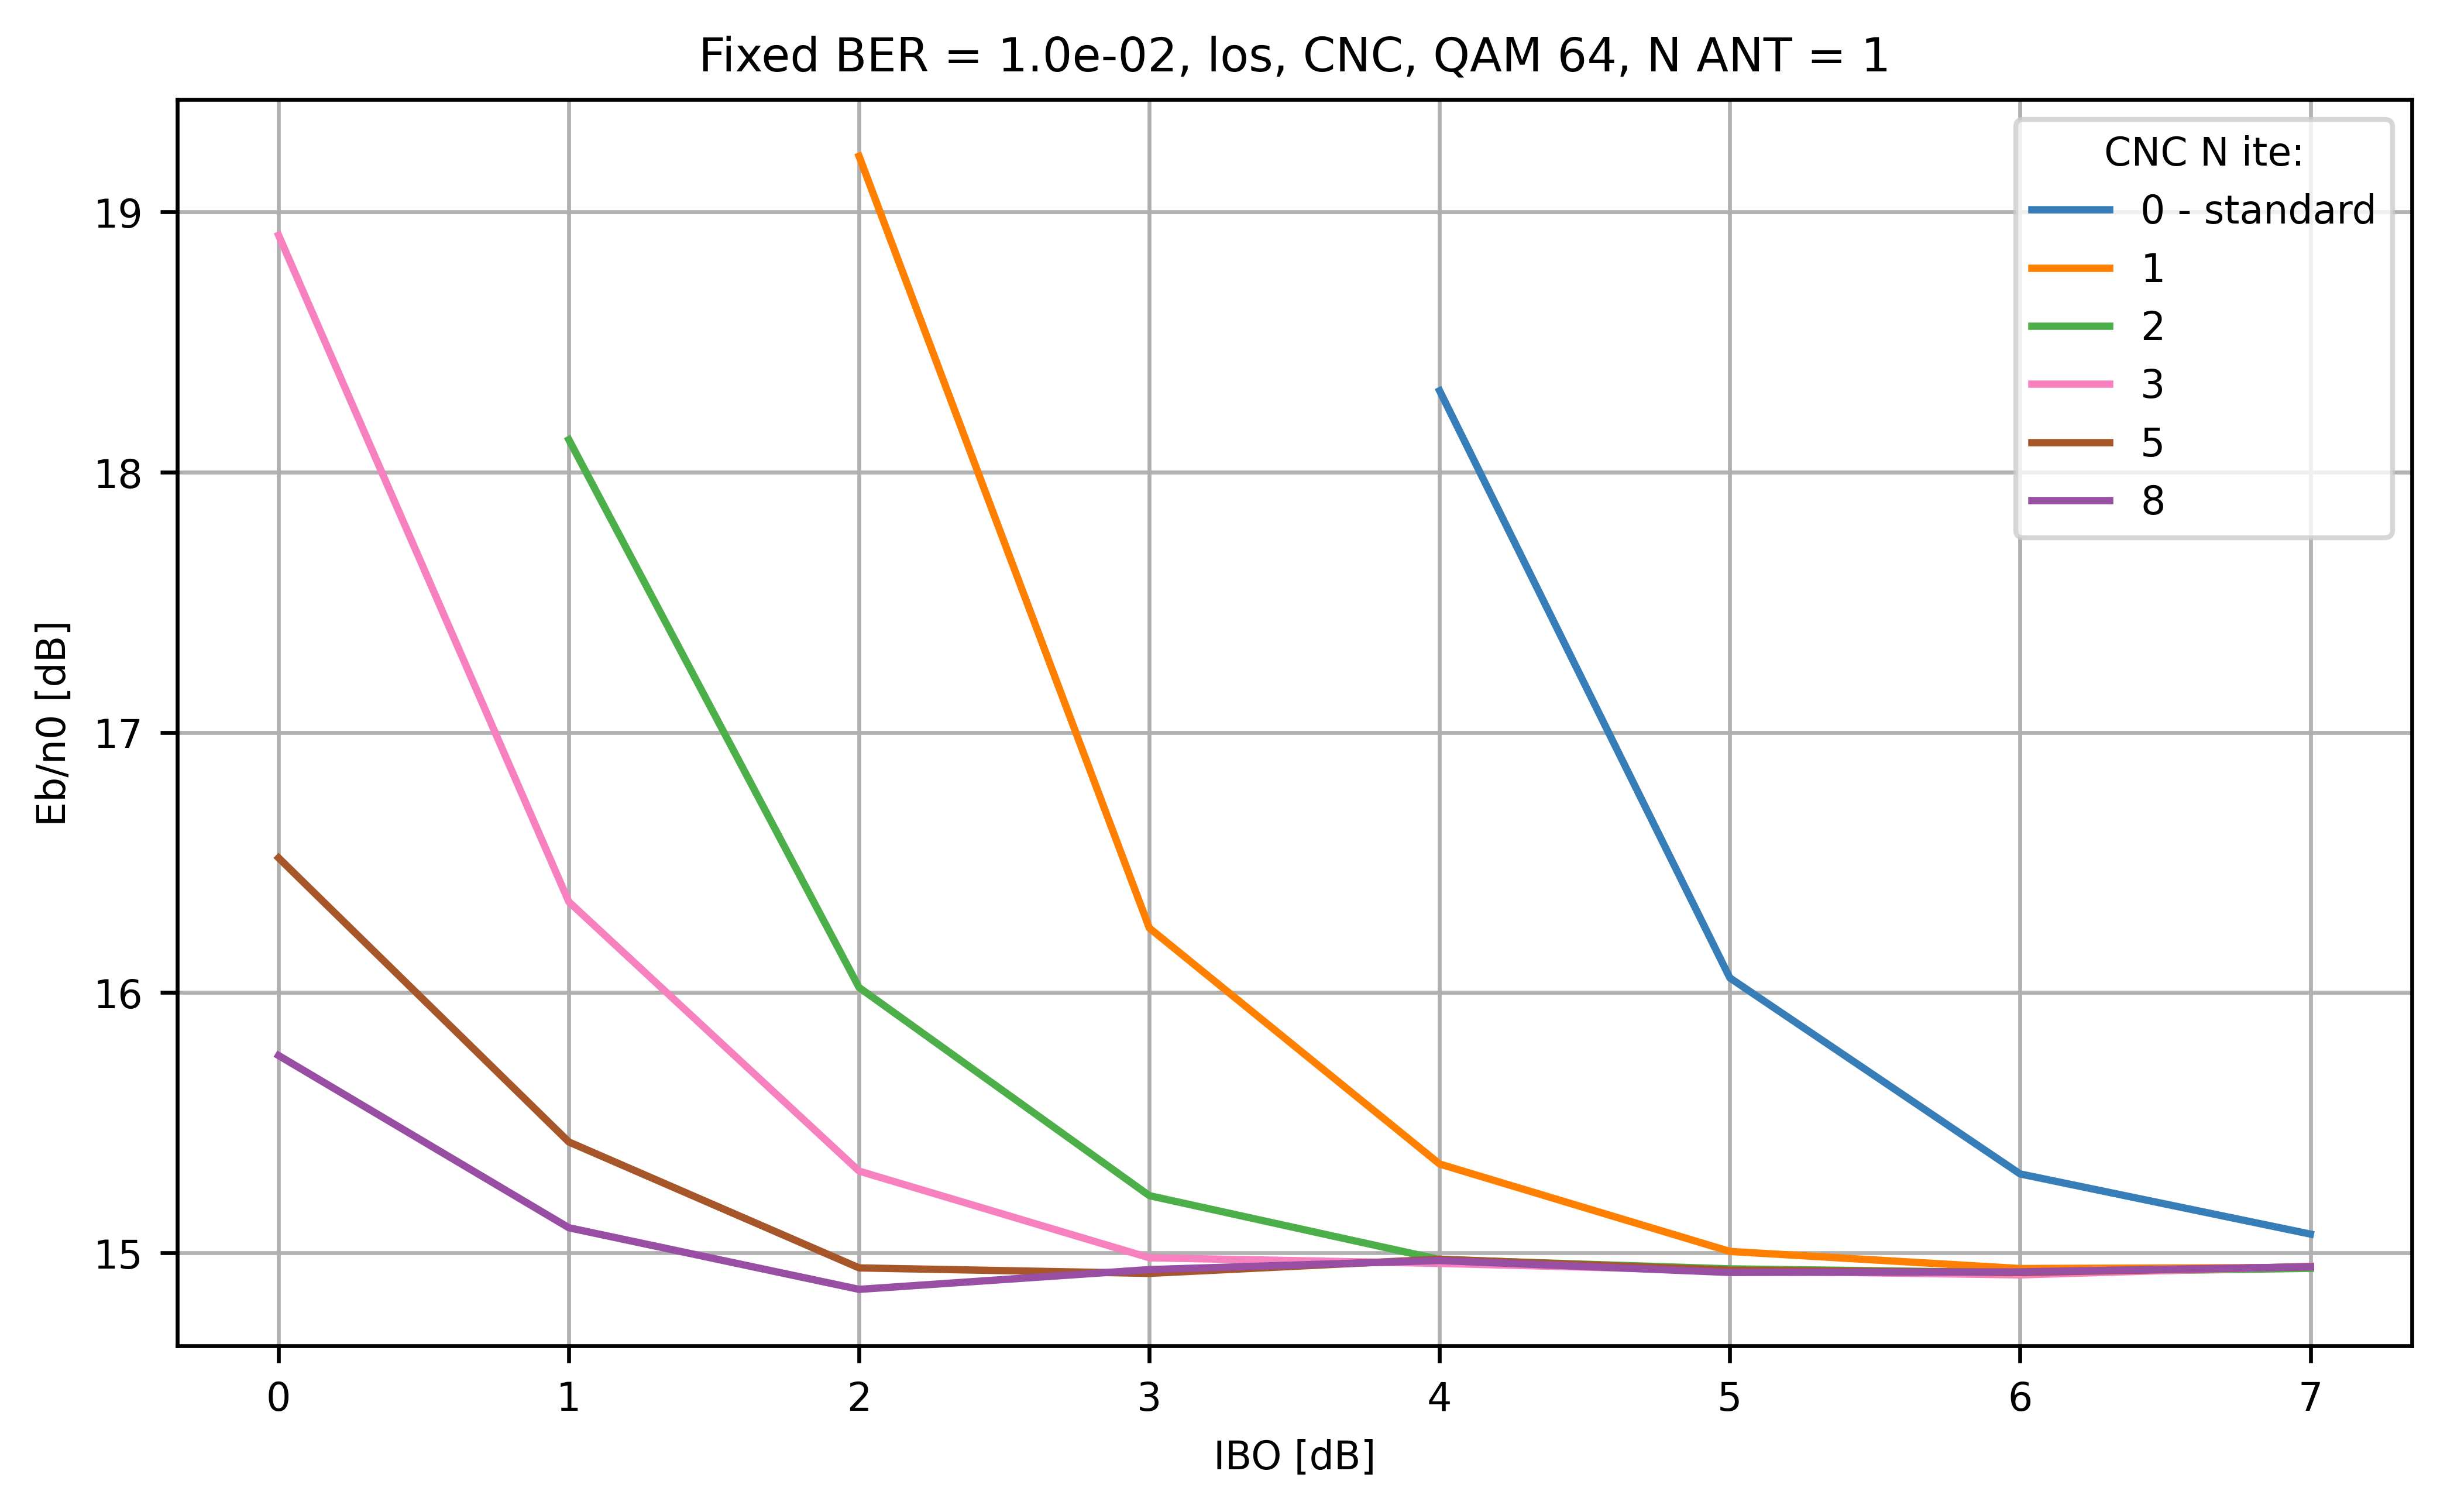 Fixed BER = 1.0e-02, los, CNC, QAM 64, N ANT = 1
CNC N ite:
0 - standard
1
2
3
5
8
Eb/n0 [dB]
19
18
17
16
15
0 1 2 3 4 5 6 7
IBO [dB]